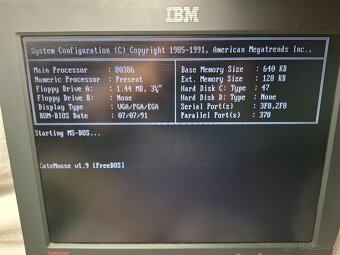 IBM
System Configuration (C) Copyright 1985-1991, American Megatrends Inc.,
Main Processor : 80386
Numeric Processor : Present
Floppy Drive A: : 1.44 MB, 3½"
Floppy Drive B: : None
Display Type : VGA/PGA/EGA
ROM-BIOS Date : 07/07/91
Base Memory Size : 640 KB
Ext. Memory Size : 128 KB
Hard Disk C: Type : 47
Hard Disk D: Type : None
Serial Port(s) : 3F8,2F8
Parallel Port(s) : 378
Starting MS-DOS...
CuteMouse v1.9 [FreeDOS]